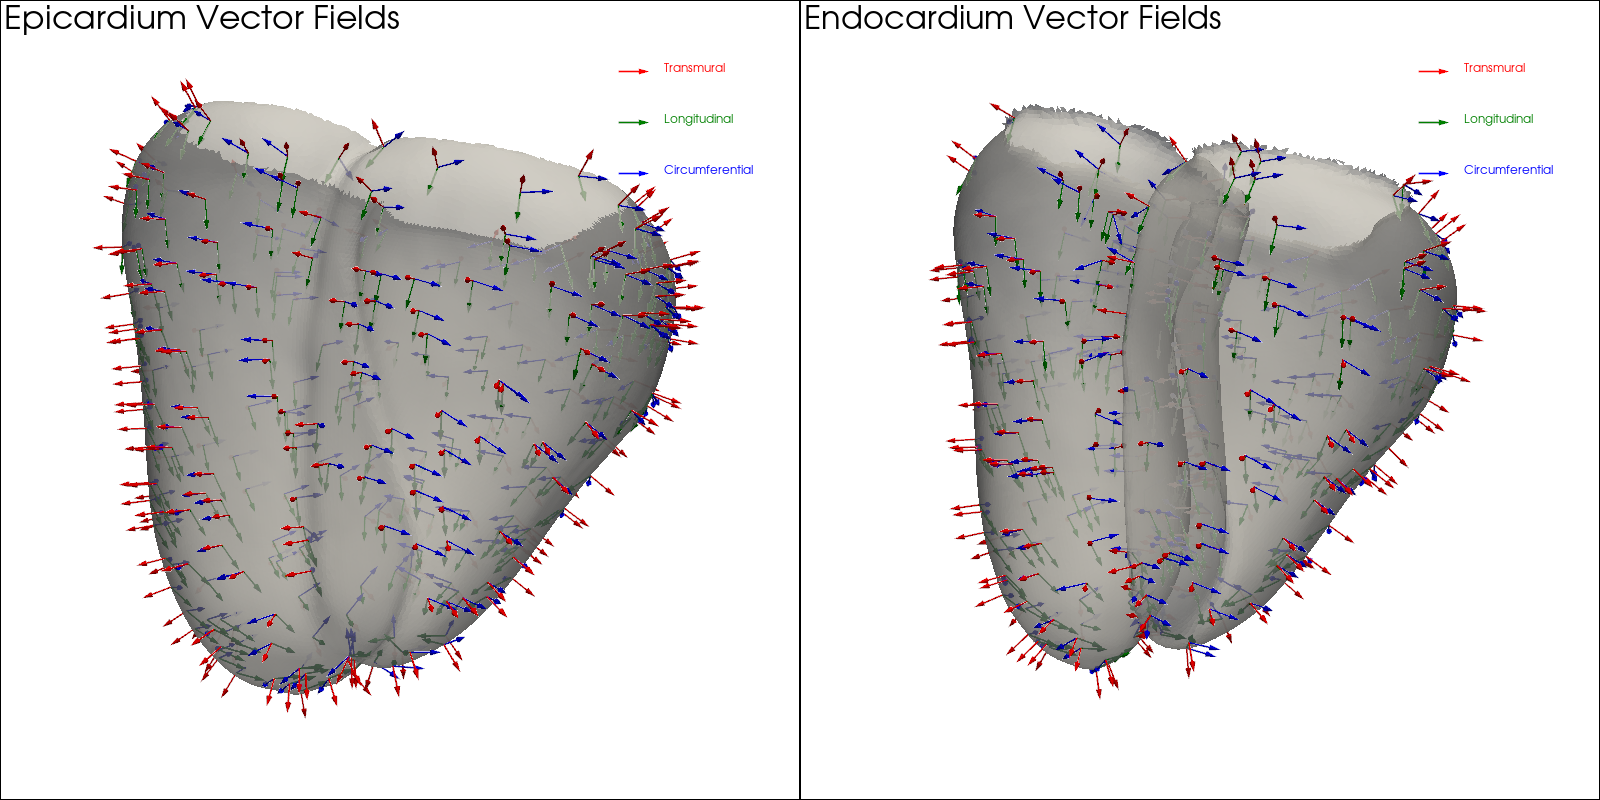 Epicardium Vector Fields
Transmural
Longitudinal
Circumferential
Endocardium Vector Fields
Transmural
Longitudinal
Circumferential